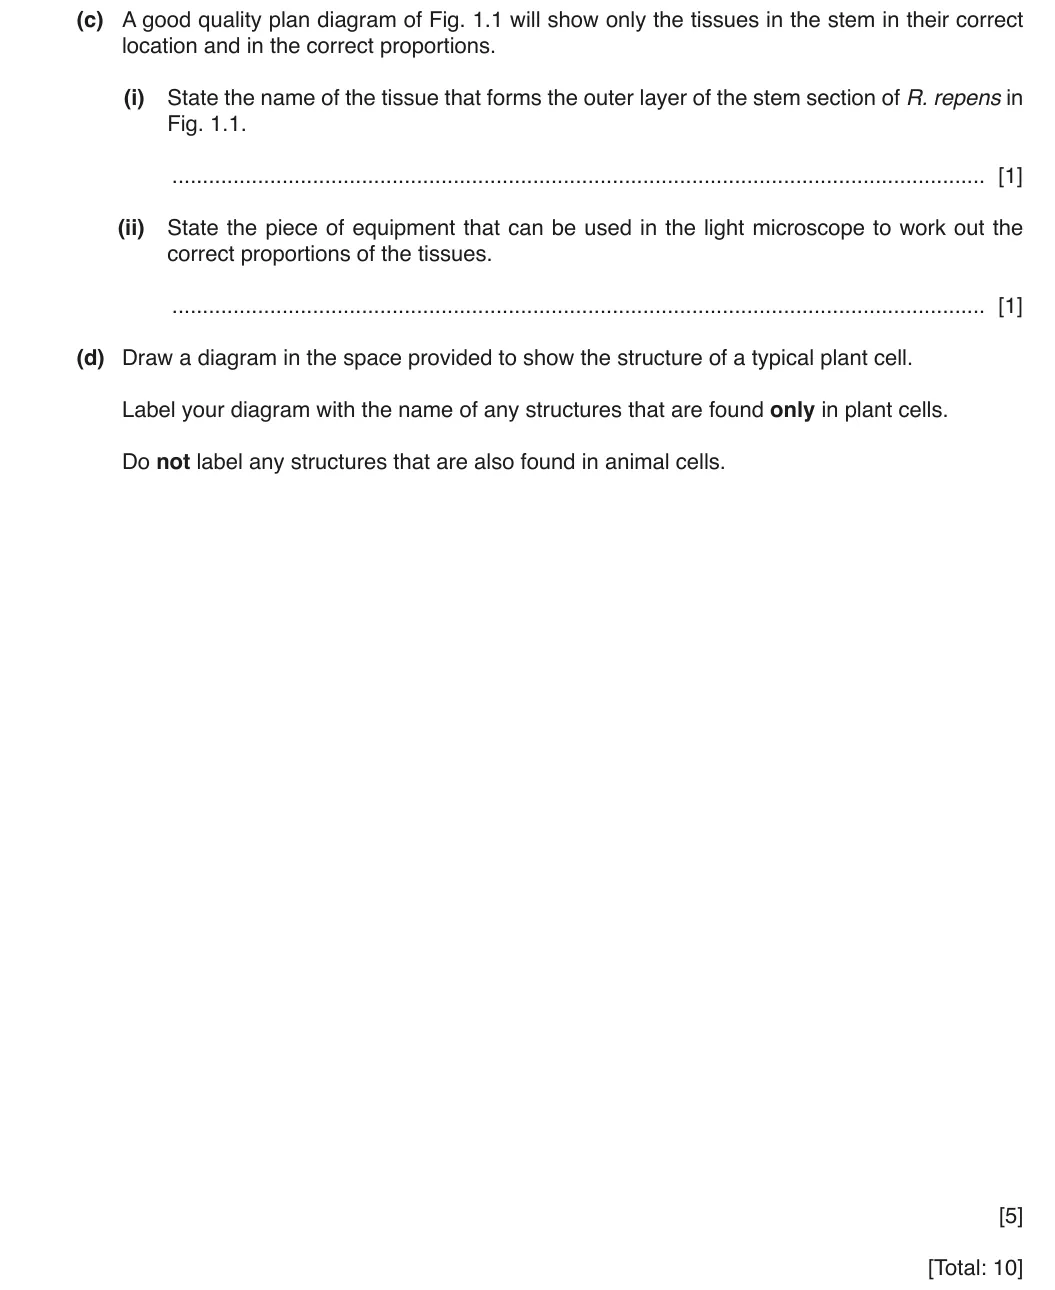 (c) A good quality plan diagram of Fig. 1.1 will show only the tissues in the stem in their correct
location and in the correct proportions.
(i) State the name of the tissue that forms the outer layer of the stem section of R. repens in
Fig. 1.1.
....................................................................................................................................... [1]
(ii) State the piece of equipment that can be used in the light microscope to work out the
correct proportions of the tissues.
....................................................................................................................................... [1]
(d) Draw a diagram in the space provided to show the structure of a typical plant cell.
Label your diagram with the name of any structures that are found only in plant cells.
Do not label any structures that are also found in animal cells.
[5]
[Total: 10]